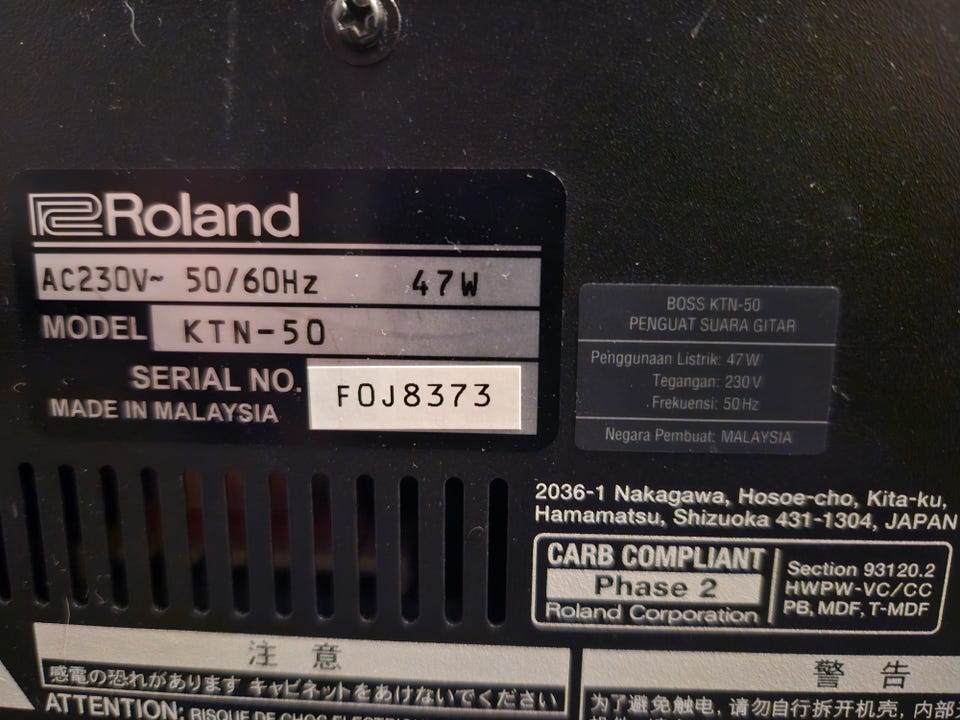 Roland
AC230V~ 50/60Hz 47W
MODEL KTN-50
SERIAL NO. F0J8373
MADE IN MALAYSIA
BOSS KTN-50
PENGUAT SUARA GITAR
Penggunaan Listrik: 47W
Tegangan: 230V
Frekuensi: 50Hz
Negara Pembuat: MALAYSIA
2036-1 Nakagawa, Hosoe-cho, Kita-ku,
Hamamatsu, Shizuoka 431-1304, JAPAN
CARB COMPLIANT
Phase 2
Roland Corporation
Section 93120.2
HWPW-VC/CC
PB, MDF, T-MDF
注 意
感電の恐れがあります キャビネットをあけないでください
ATTENTION: RISQUE DE CHOC
警 告
为了避免触电, 请勿自行拆开机壳, 内部